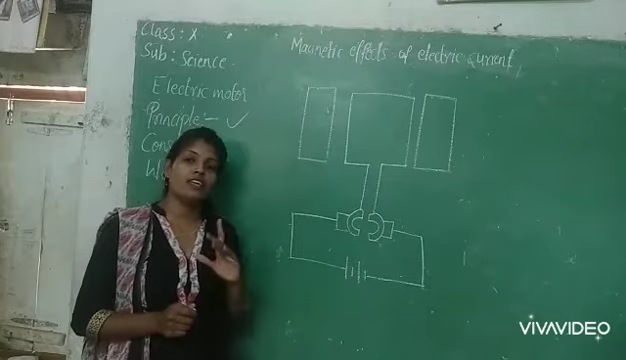 Class : X
Sub : Science
Magnetic effects of electric current
Electric motor
Principle :- ✓
VIVAVIDEO